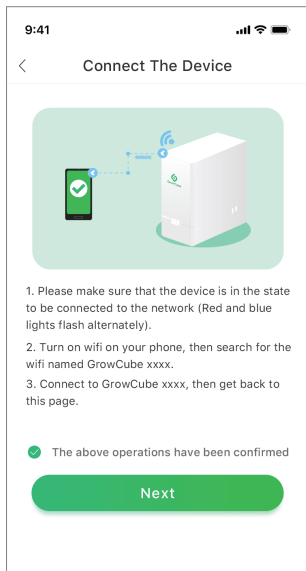 9:41
Connect The Device
1. Please make sure that the device is in the state
to be connected to the network (Red and blue
lights flash alternately).
2. Turn on wifi on your phone, then search for the
wifi named GrowCube xxxx.
3. Connect to GrowCube xxxx, then get back to
this page.
The above operations have been confirmed
Next